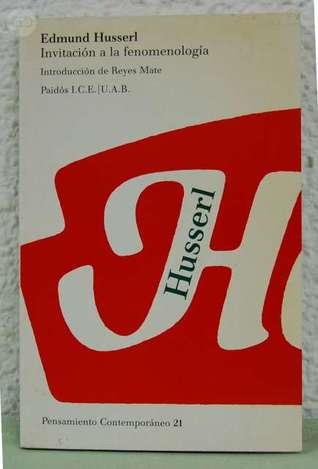 Edmund Husserl
Invitación a la fenomenología
Introducción de Reyes Mate
Paidós I.C.E.|U.A.B.
Husserl
H
Pensamiento Contemporáneo 21